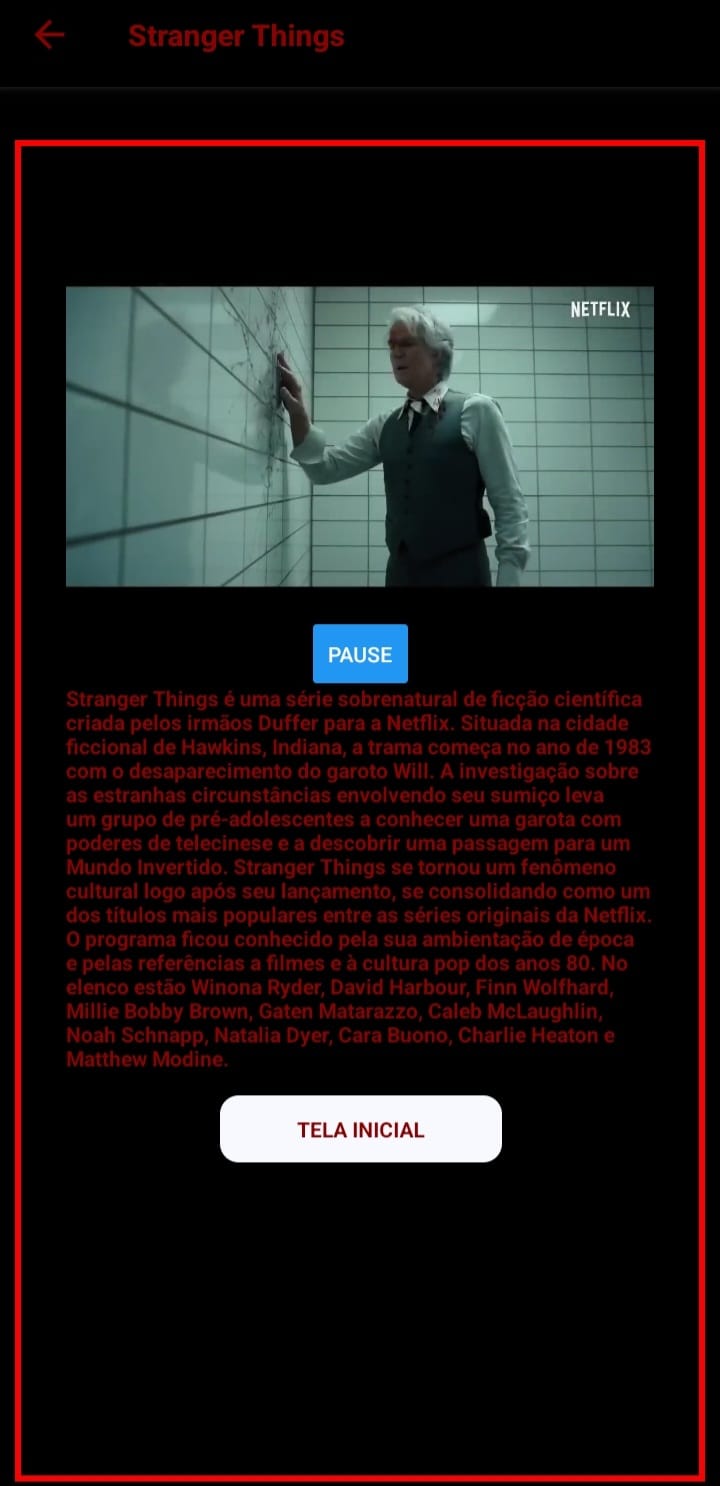 Stranger Things
NETFLIX
PAUSE
Stranger Things é uma série sobrenatural de ficção científica
criada pelos irmãos Duffer para a Netflix. Situada na cidade
ficcional de Hawkins, Indiana, a trama começa no ano de 1983
com o desaparecimento do garoto Will. A investigação sobre
as estranhas circunstâncias envolvendo seu sumiço leva
um grupo de pré-adolescentes a conhecer uma garota com
poderes de telecinese e a descobrir uma passagem para um
Mundo Invertido. Stranger Things se tornou um fenômeno
cultural logo após seu lançamento, se consolidando como um
dos títulos mais populares entre as séries originais da Netflix.
O programa ficou conhecido pela sua ambientação de época
e pelas referências a filmes e à cultura pop dos anos 80. No
elenco estão Winona Ryder, David Harbour, Finn Wolfhard,
Millie Bobby Brown, Gaten Matarazzo, Caleb McLaughlin,
Noah Schnapp, Natalia Dyer, Cara Buono, Charlie Heaton e
Matthew Modine.
TELA INICIAL